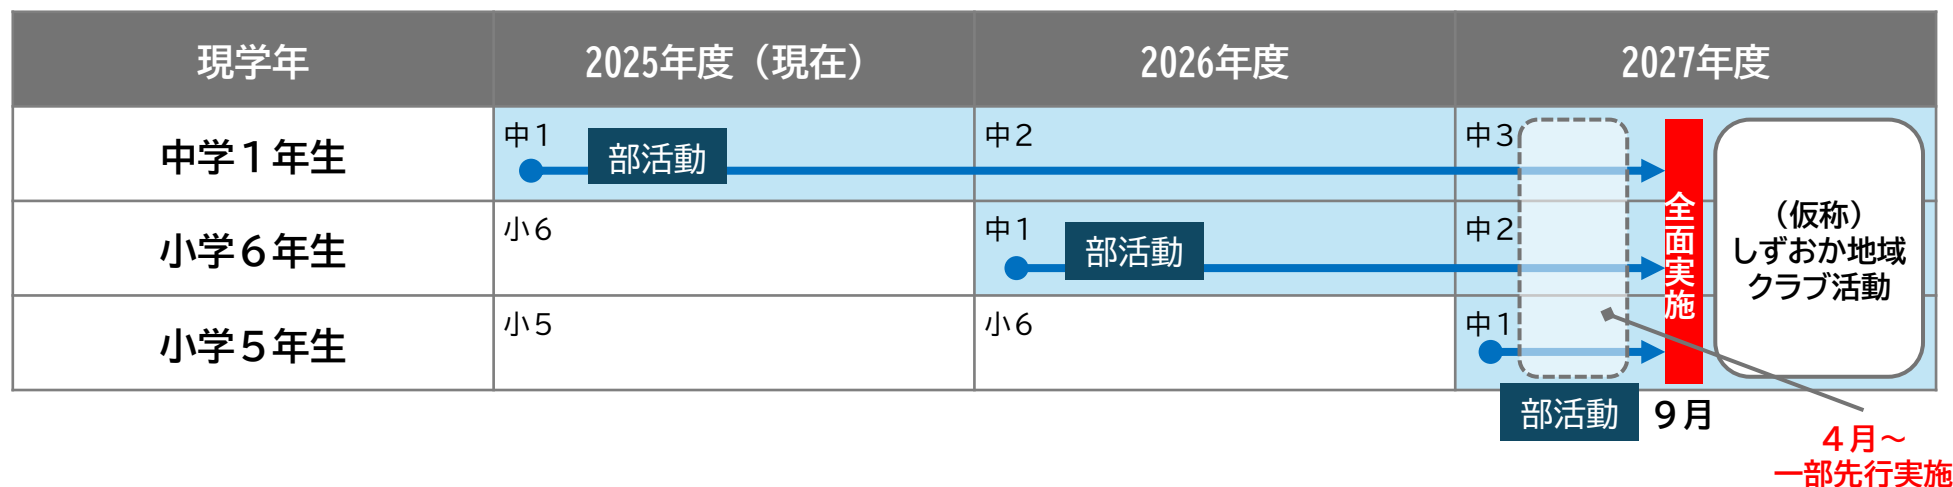 現学年
2025年度（現在）
2026年度
2027年度
中学１年生
中１
部活動
中２
中３
小学６年生
小６
中１
部活動
中２
小学５年生
小５
小６
中１
全面実施
（仮称）
しずおか地域
クラブ活動
部活動
９月
４月～
一部先行実施